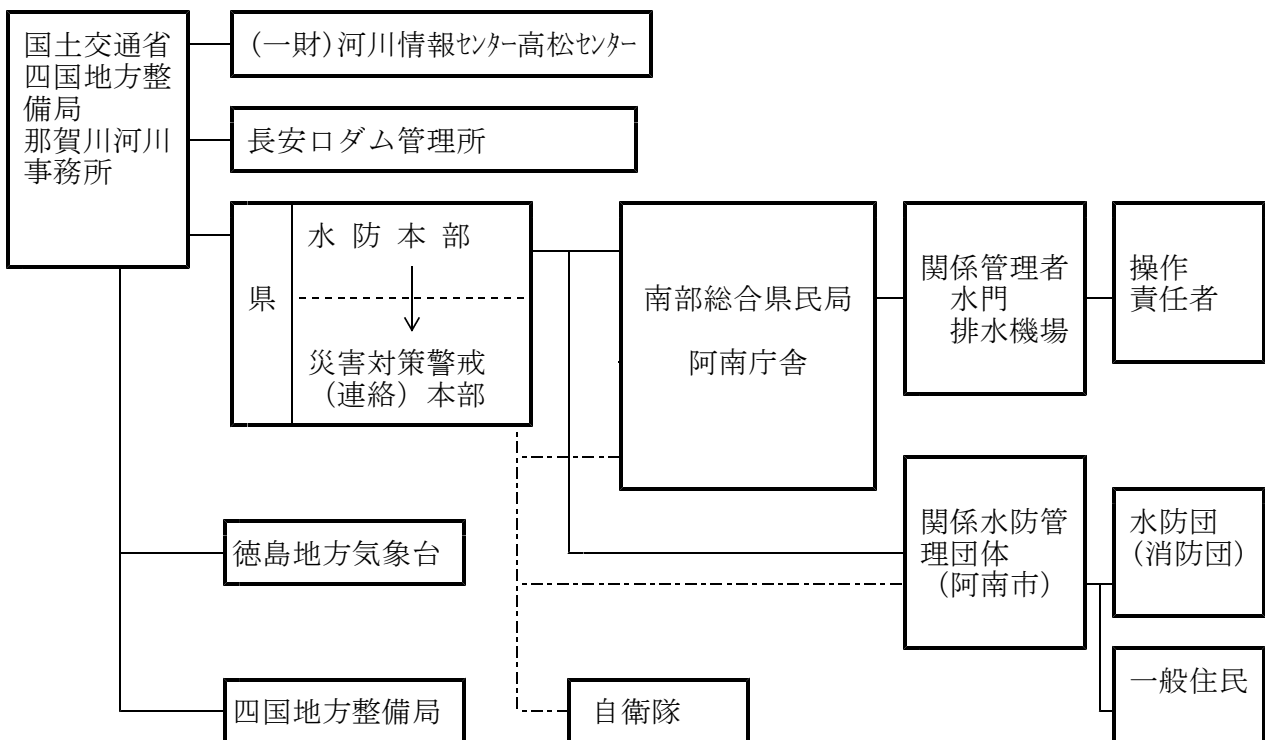 国土交通省
四国地方整
備局
那賀川河川
事務所
(一財)河川情報ｾﾝﾀｰ高松センター
長安口ダム管理所
県
水 防 本 部
災害対策警戒
（連絡）本部
南部総合県民局
阿南庁舎
関係管理者
水門
排水機場
操作
責任者
関係水防管
理団体
（阿南市）
水防団
(消防団)
一般住民
徳島地方気象台
四国地方整備局
自衛隊